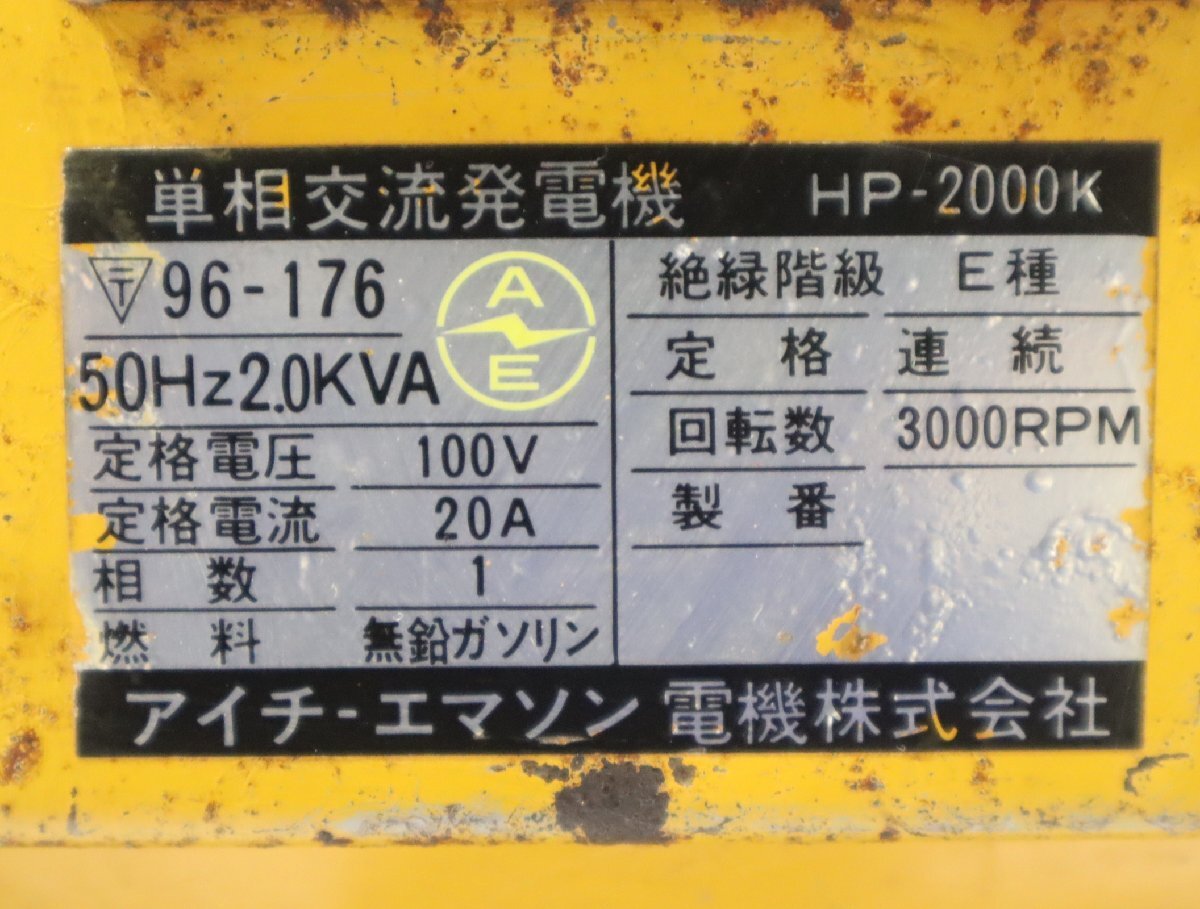 単相交流発電機 HP-2000K
〒96-176
AE
50Hz2.0KVA
定格電圧 100V
定格電流 20A
相数 1
燃料 無鉛ガソリン
絶縁階級 E種
定格 連続
回転数 3000RPM
製番
アイチ-エマソン電機株式会社